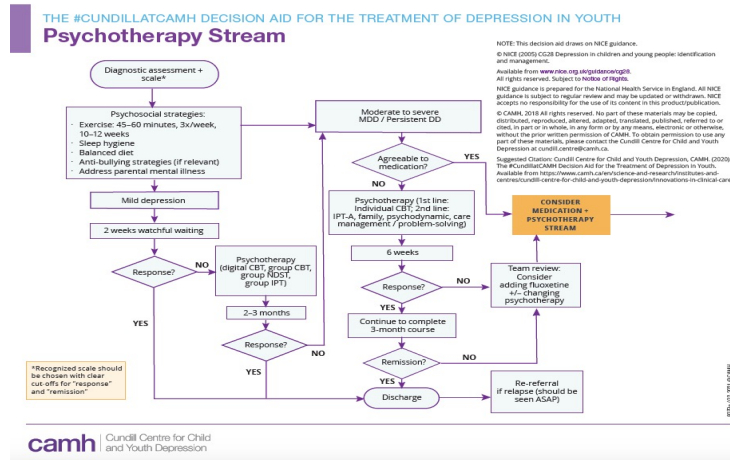 THE #CUNDILLATCAMH DECISION AID FOR THE TREATMENT OF DEPRESSION IN YOUTH
Psychotherapy Stream
NOTE: This decision aid draws on NICE guidance.
© NICE (2005) CG28 Depression in children and young people: identification
and management.
Available from www.nice.org.uk/guidance/cg28.
All rights reserved. Subject to Notice of Rights.
NICE guidance is prepared for the National Health Service in England. All NICE
guidance is subject to regular review and may be updated or withdrawn. NICE
accepts no responsibility for the use of its content in this product/publication.
© CAMH, 2018 All rights reserved. No part of these materials may be copied,
distributed, reproduced, altered, adapted, translated, published, referred to or
cited, in part or in whole, in any form or by any means, electronic or otherwise,
without the prior written permission of CAMH. To obtain permission to use any
part of these materials, please contact the Cundill Centre for Child and Youth
Depression at cundill.centre@camh.ca.
Suggested Citation: Cundill Centre for Child and Youth Depression, CAMH. (2020)
The #CundillatCAMH Decision Aid for the Treatment of Depression in Youth.
Available from https://www.camh.ca/en/science-and-research/institutes-and-
centres/cundill-centre-for-child-and-youth-depression/innovations-in-clinical-care
Diagnostic assessment +
scale*
Psychosocial strategies:
· Exercise: 45–60 minutes, 3x/week,
10–12 weeks
· Sleep hygiene
· Balanced diet
· Anti-bullying strategies (if relevant)
· Address parental mental illness
Mild depression
2 weeks watchful waiting
Response?
NO
YES
Psychotherapy
(digital CBT, group CBT,
group NDST,
group IPT)
2–3 months
Response?
NO
YES
Moderate to severe
MDD / Persistent DD
Agreeable to
medication?
YES
NO
CONSIDER
MEDICATION +
PSYCHOTHERAPY
STREAM
Psychotherapy (1st line:
Individual CBT; 2nd line:
IPT-A, family, psychodynamic, care
management / problem-solving)
6 weeks
Response?
NO
YES
Team review:
Consider
adding fluoxetine
+/– changing
psychotherapy
Continue to complete
3-month course
Remission?
NO
YES
Discharge
Re-referral
if relapse (should be
seen ASAP)
*Recognized scale should
be chosen with clear
cut-offs for "response"
and "remission"
camh
Cundill Centre for Child
and Youth Depression